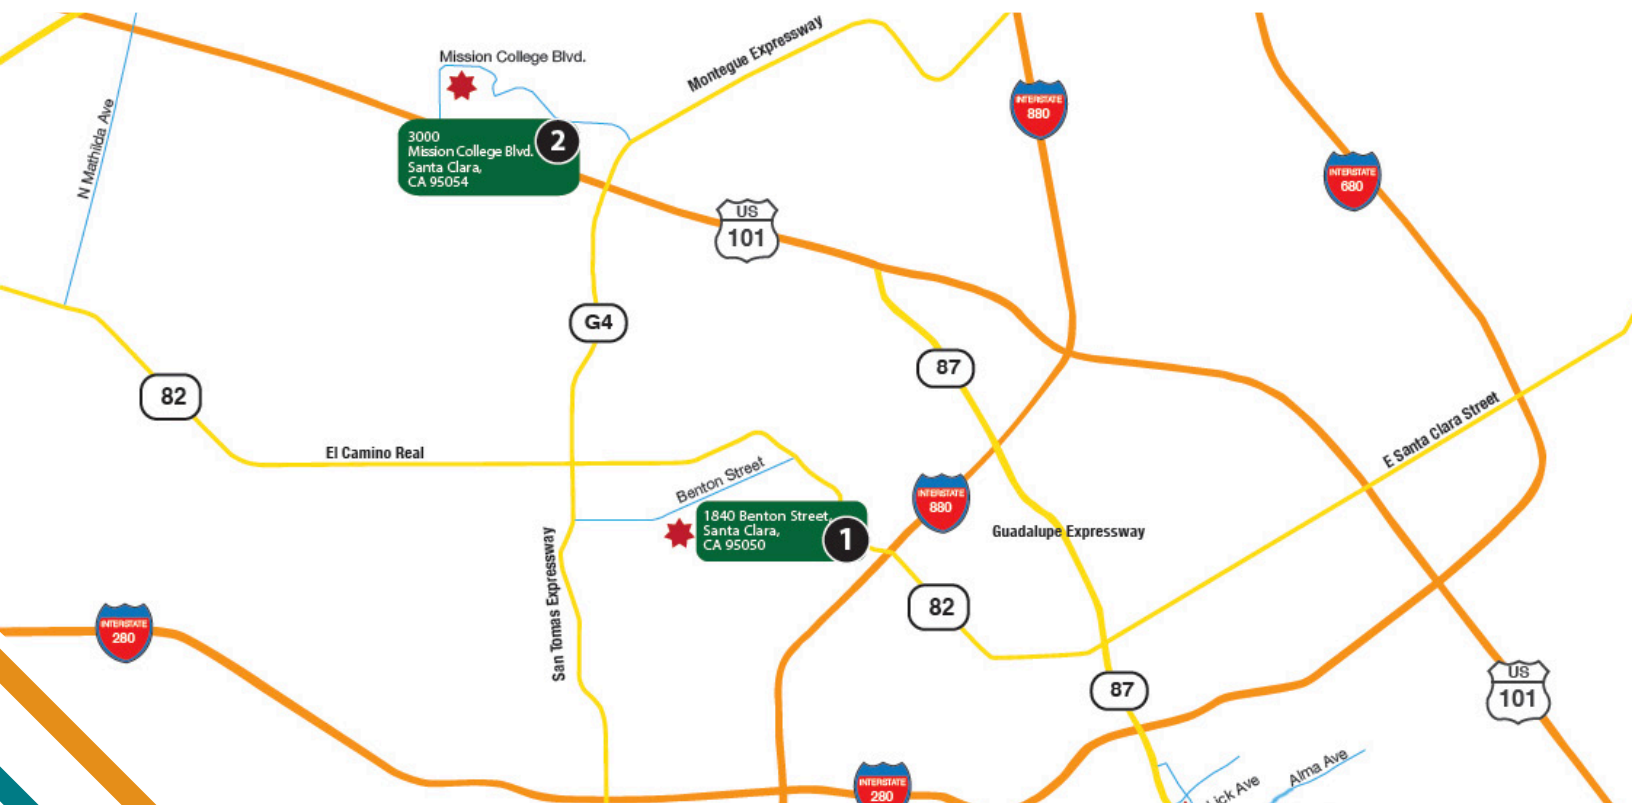 Mission College Blvd.
Montegue Expressway
N Mathilda Ave
INTERSTATE
880
3000
Mission College Blvd.
Santa Clara,
CA 95054
2
INTERSTATE
680
US
101
G4
87
82
El Camino Real
E Santa Clara Street
Benton Street
INTERSTATE
880
1840 Benton Street,
Santa Clara,
CA 95050
1
Guadalupe Expressway
San Tomas Expressway
82
INTERSTATE
280
87
US
101
Alma Ave
INTERSTATE
280
Ave